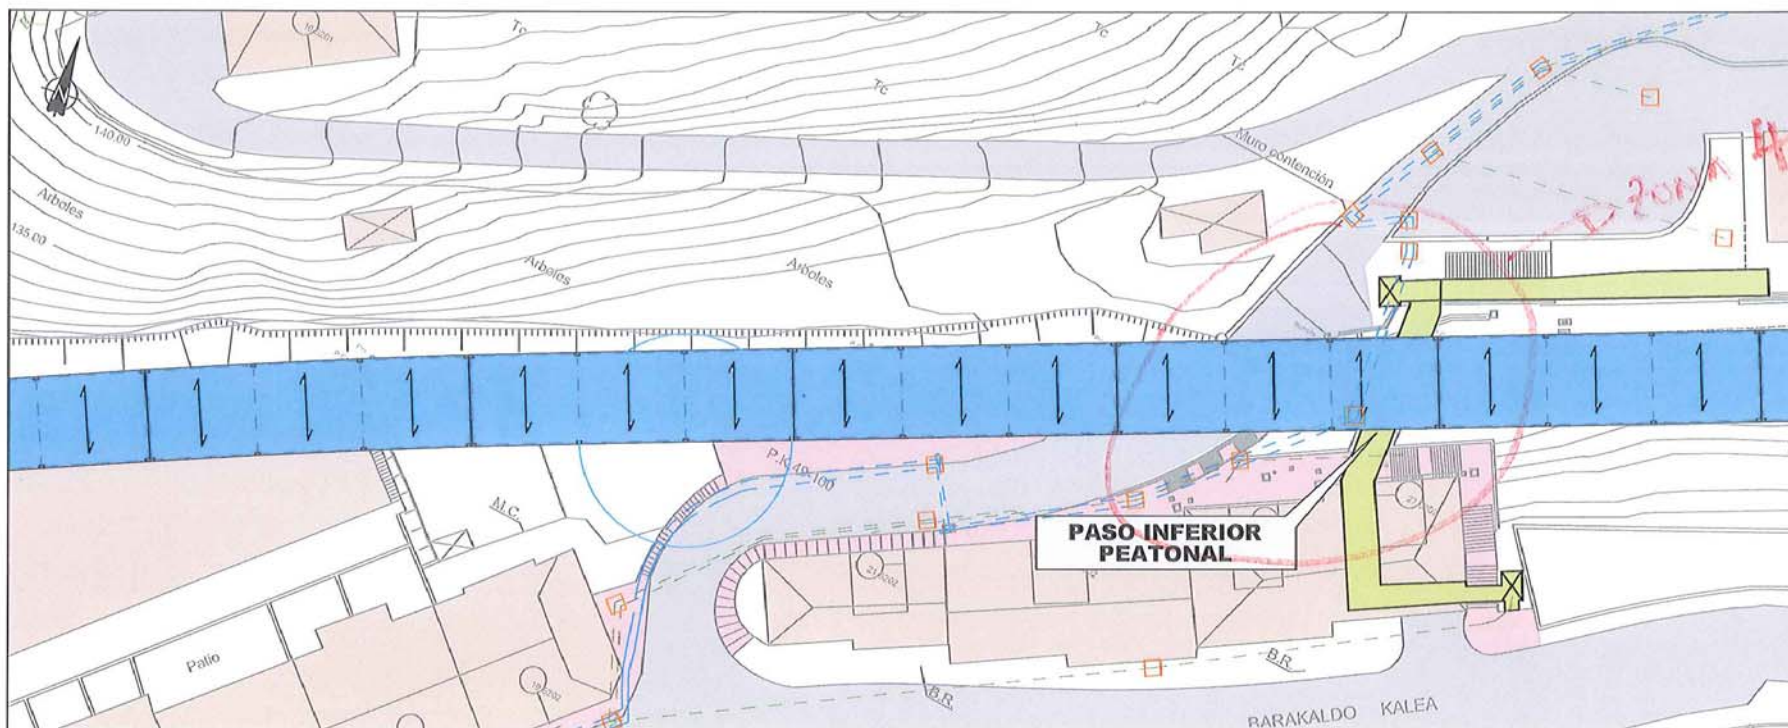 Tc
Tc
Tc
Tc
N
140.00
Arboles
135.00
Arboles
Arboles
Muro contención
P.K 49+100
M.C.
PASO INFERIOR
PEATONAL
Patio
B.R.
B.R.
BARAKALDO KALEA